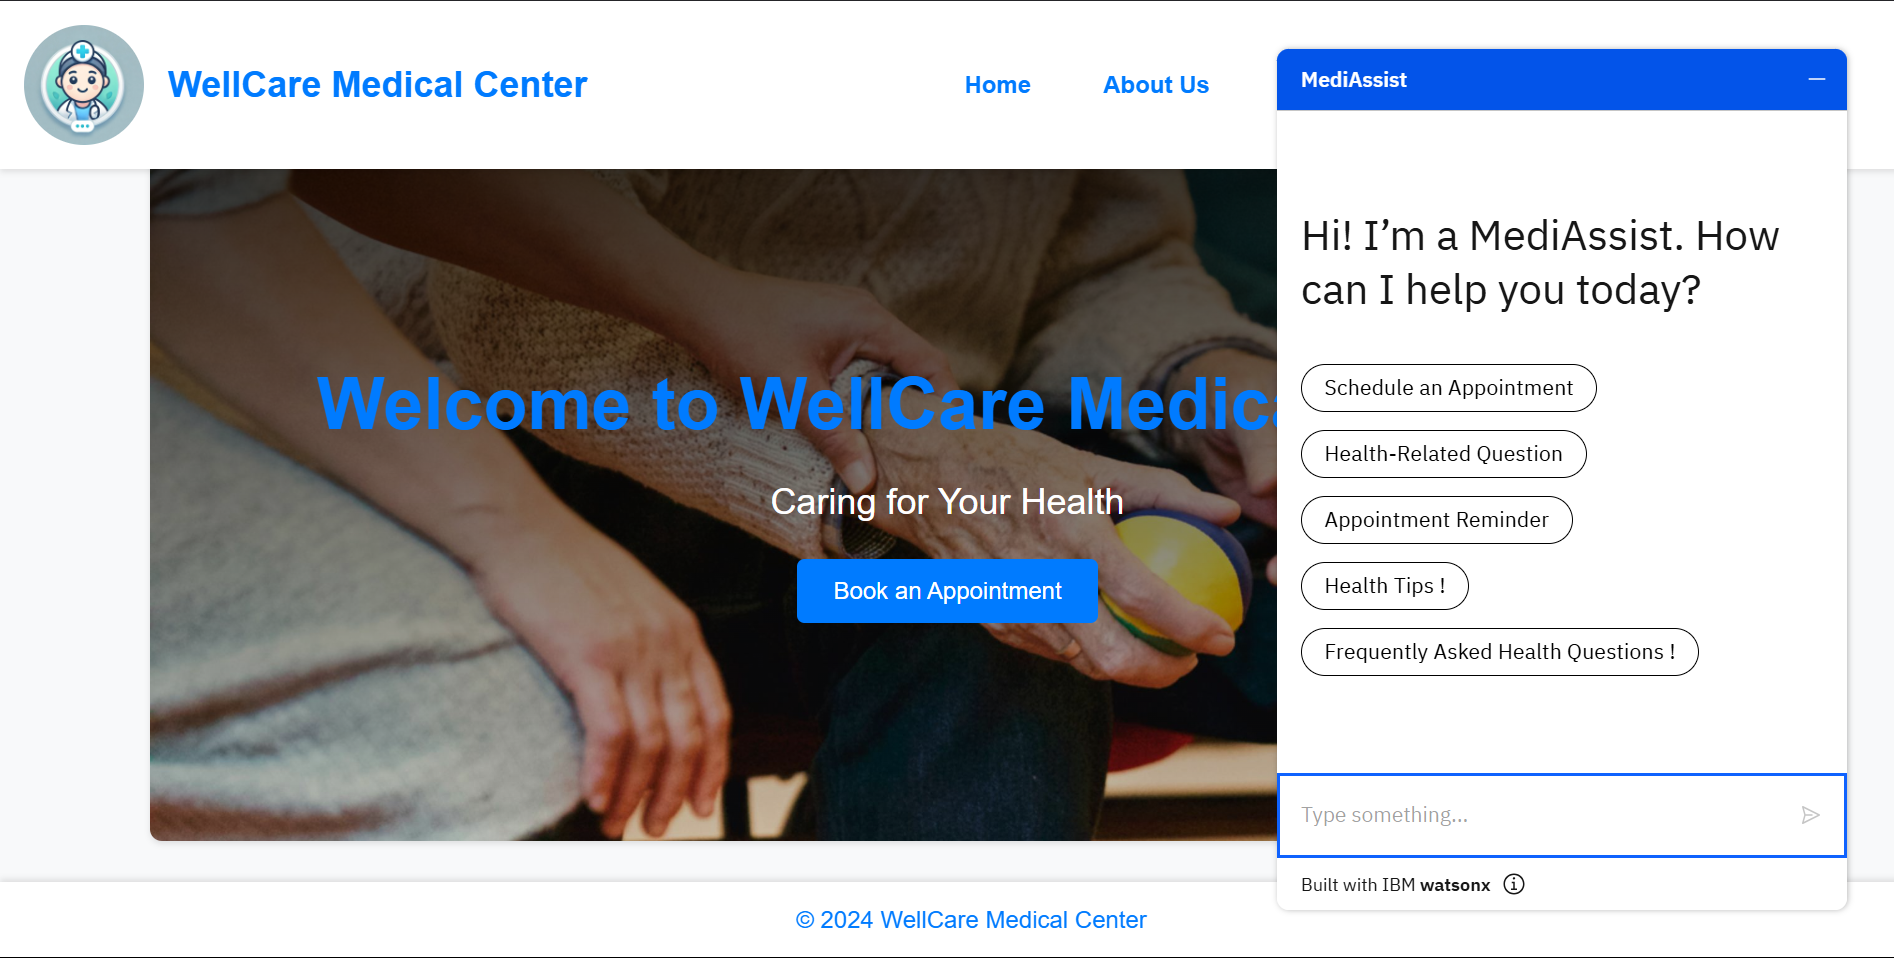 WellCare Medical Center
Home
About Us
Welcome to WellCare Medic
Caring for Your Health
Book an Appointment
© 2024 WellCare Medical Center
MediAssist
Hi! I’m a MediAssist. How
can I help you today?
Schedule an Appointment
Health-Related Question
Appointment Reminder
Health Tips !
Frequently Asked Health Questions !
Type something...
Built with IBM watsonx